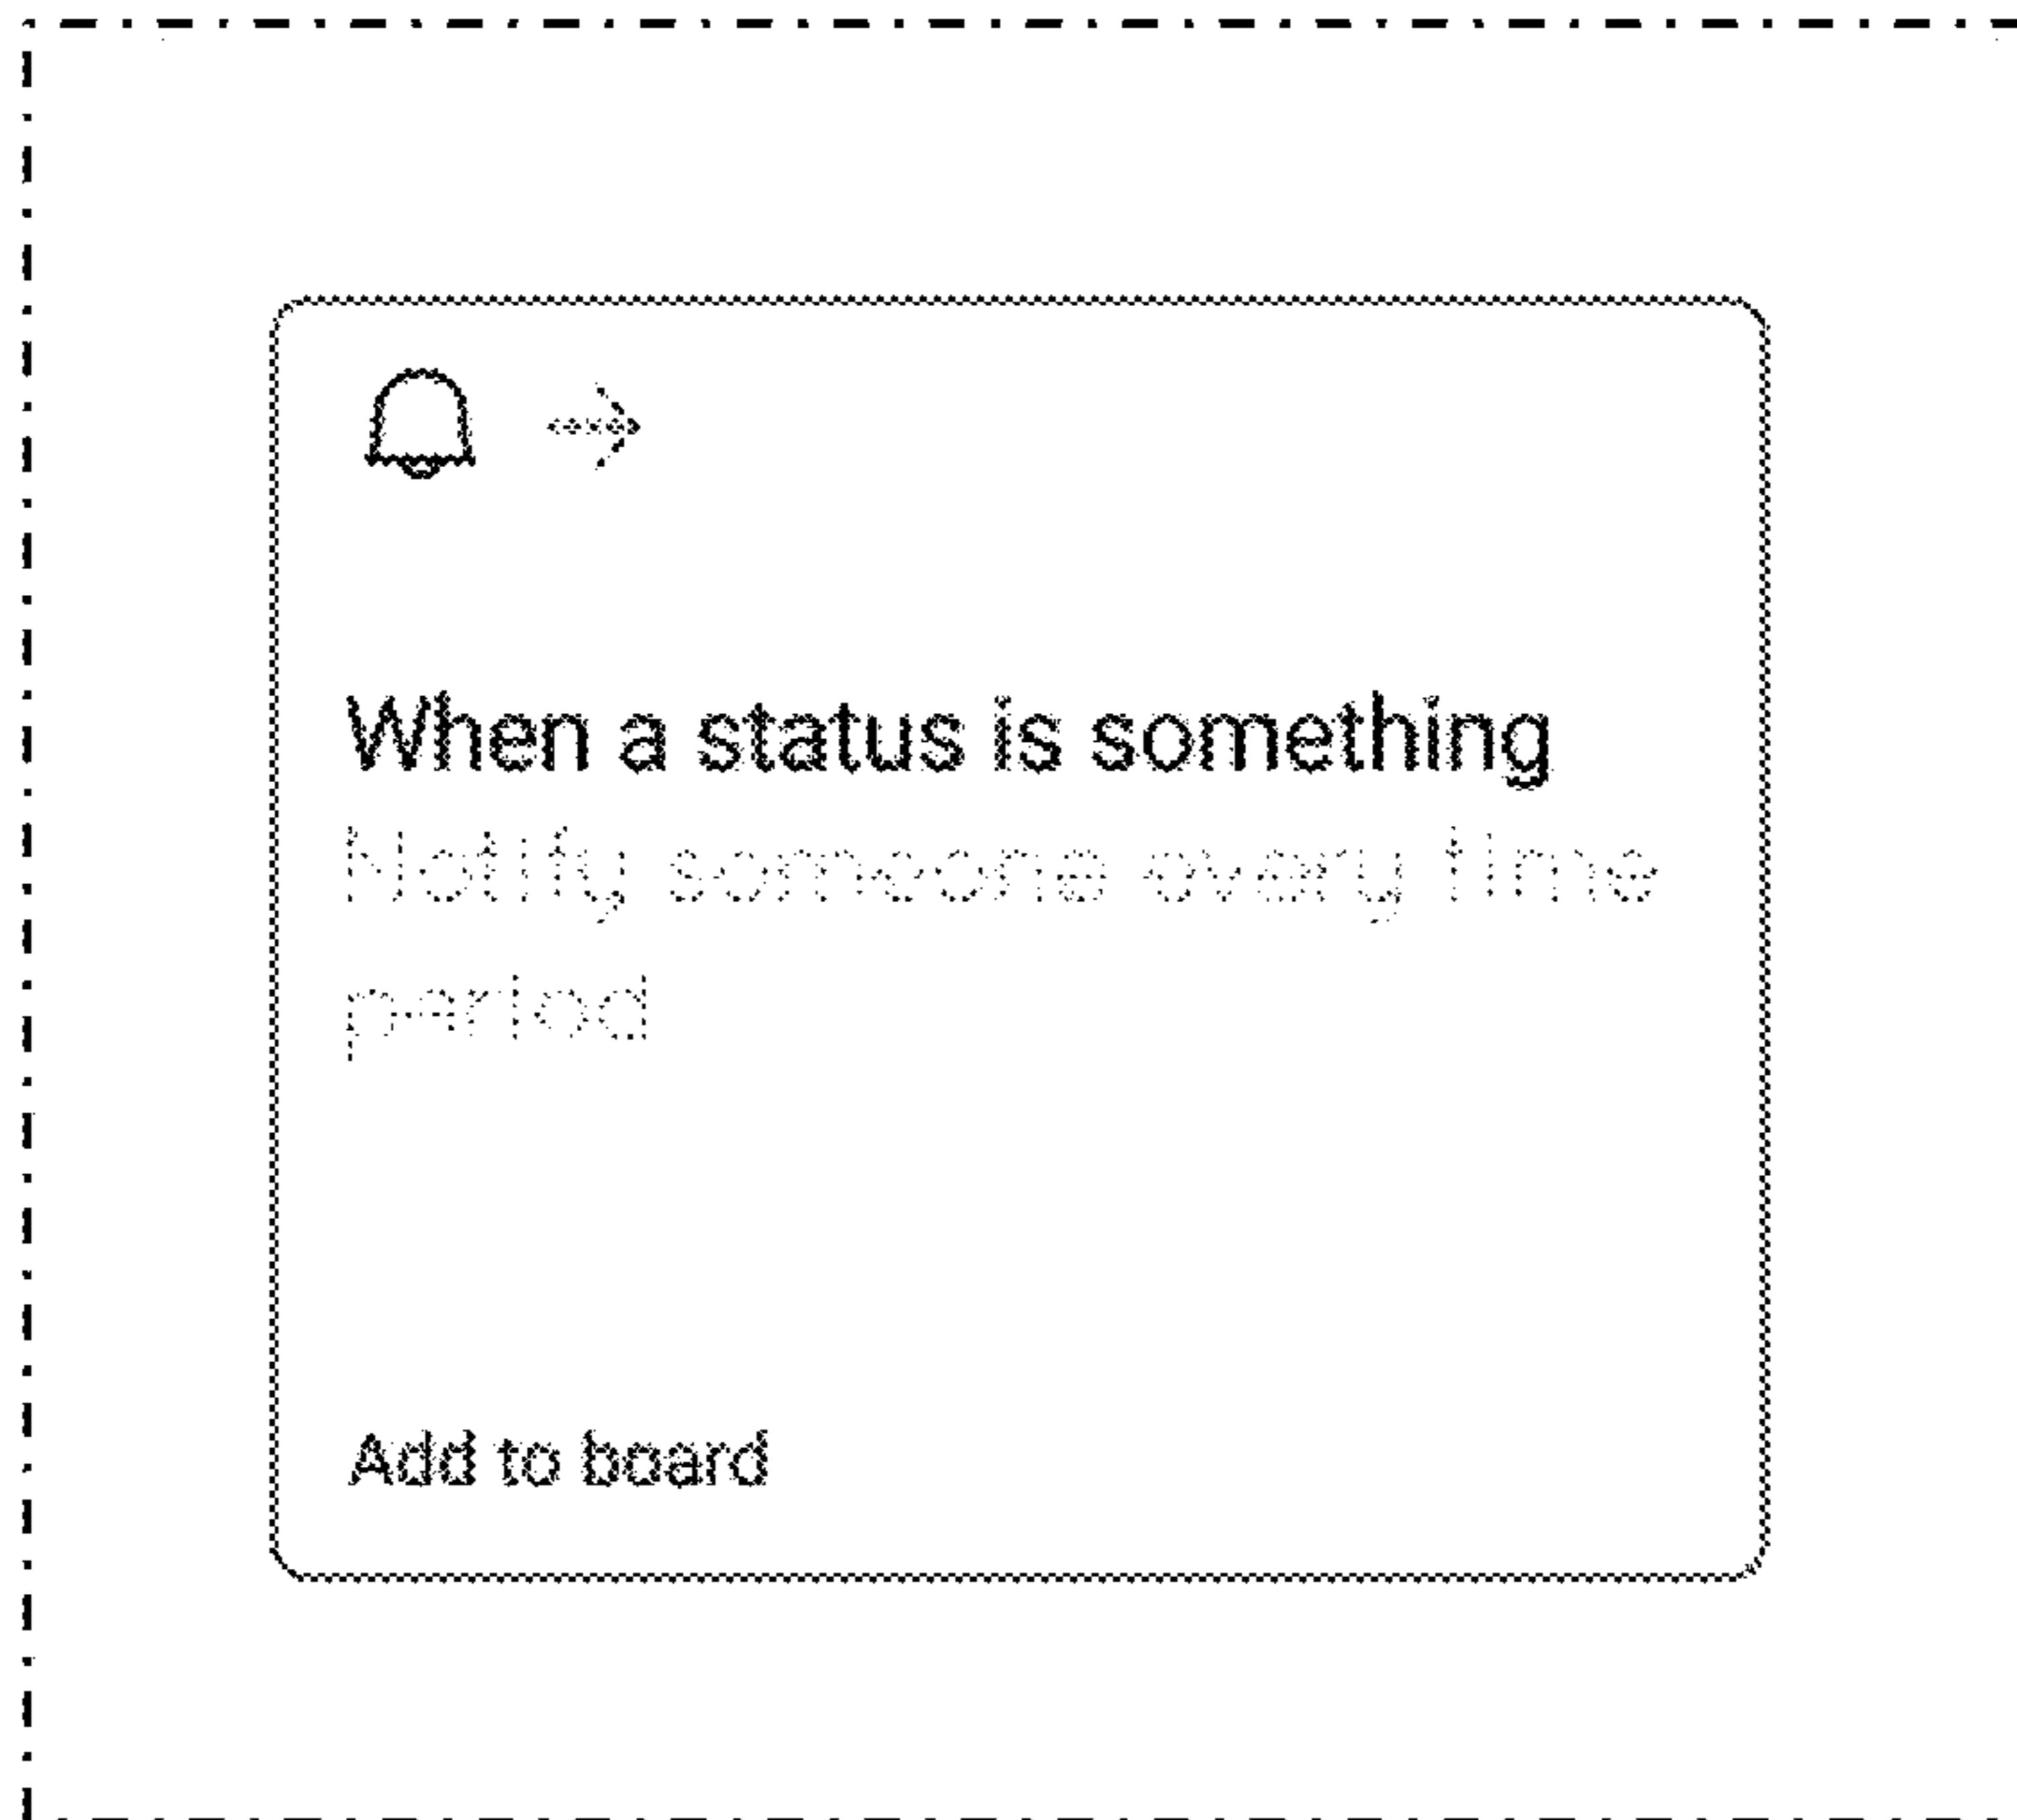 When a status is something
Notify someone every time
period
Add to board